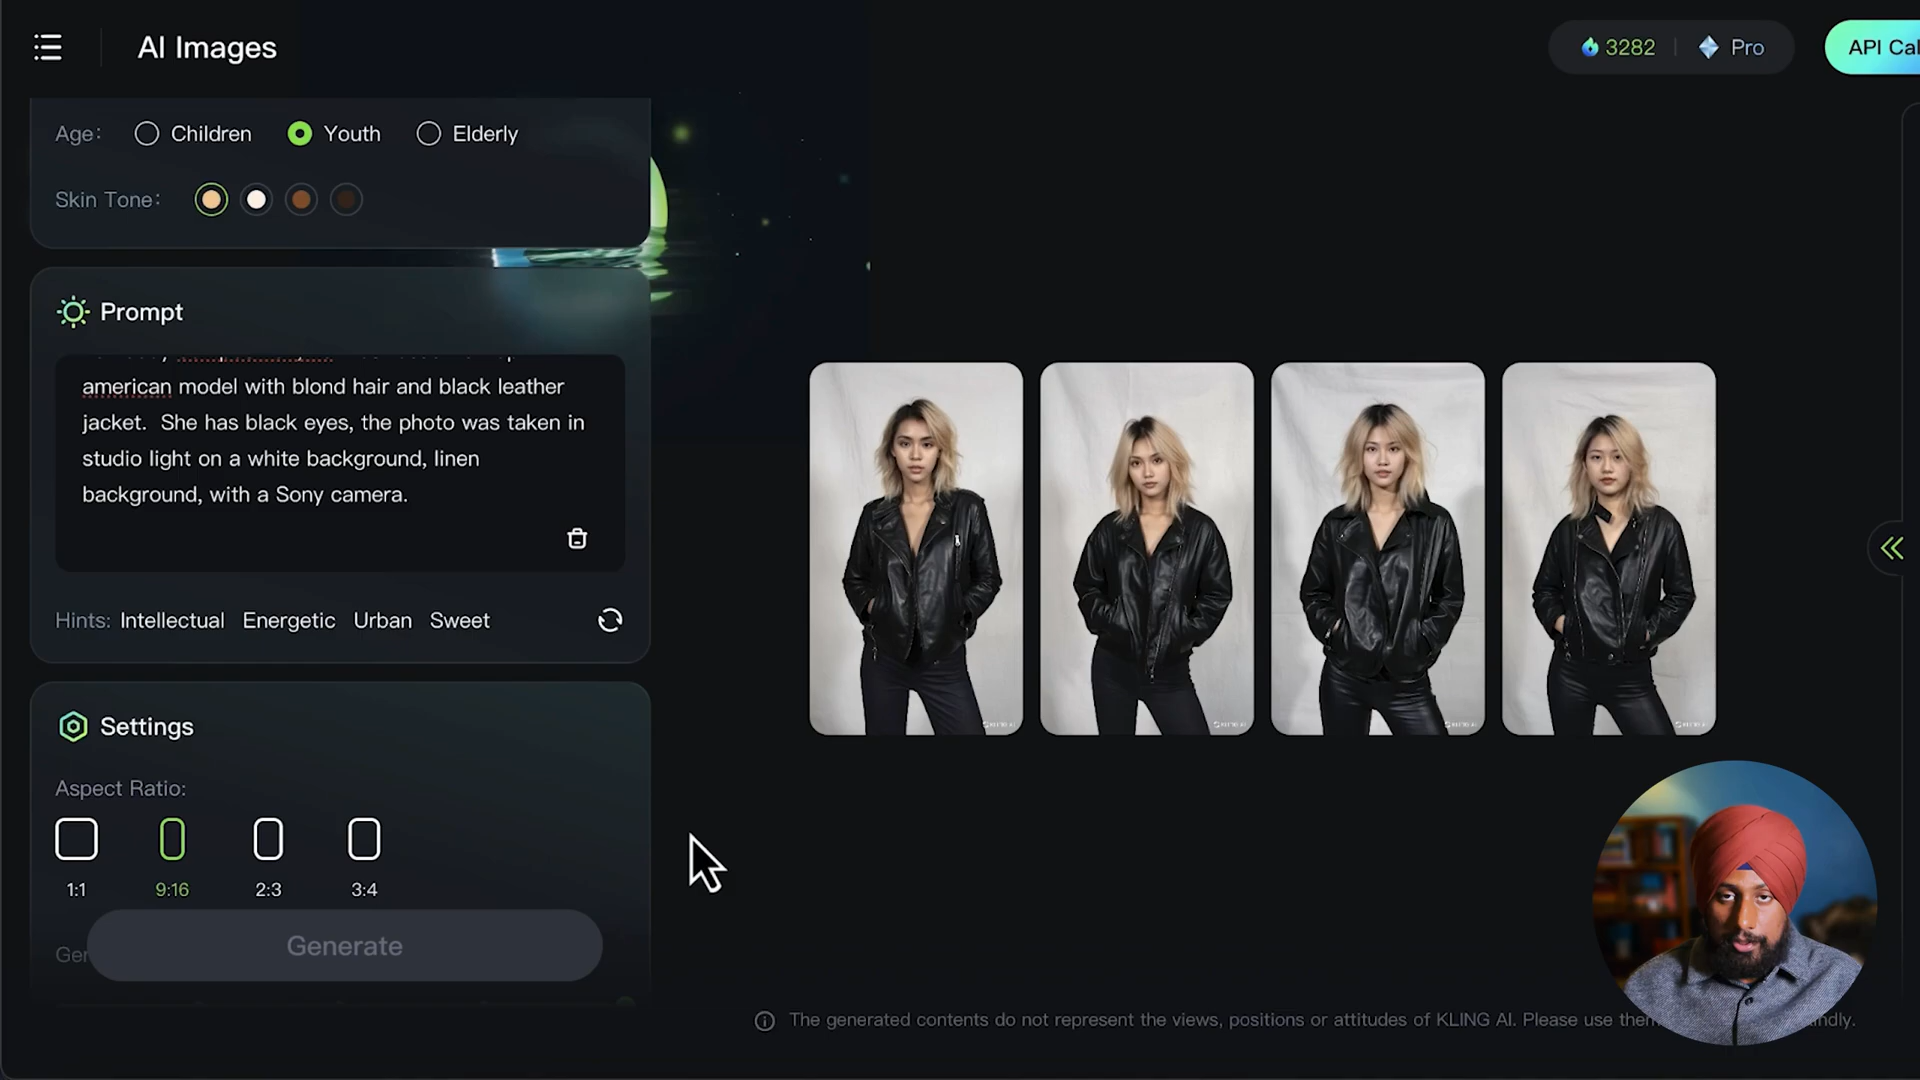 AI Images
3282
Pro
API
Age:
Children
Youth
Elderly
Skin Tone:
Prompt
american model with blond hair and black leather
jacket. She has black eyes, the photo was taken in
studio light on a white background, linen
background, with a Sony camera.
Hints: Intellectual Energetic Urban Sweet
Settings
Aspect Ratio:
1:1
9:16
2:3
3:4
Generate
The generated contents do not represent the views, positions or attitudes of KLING AI. Please use